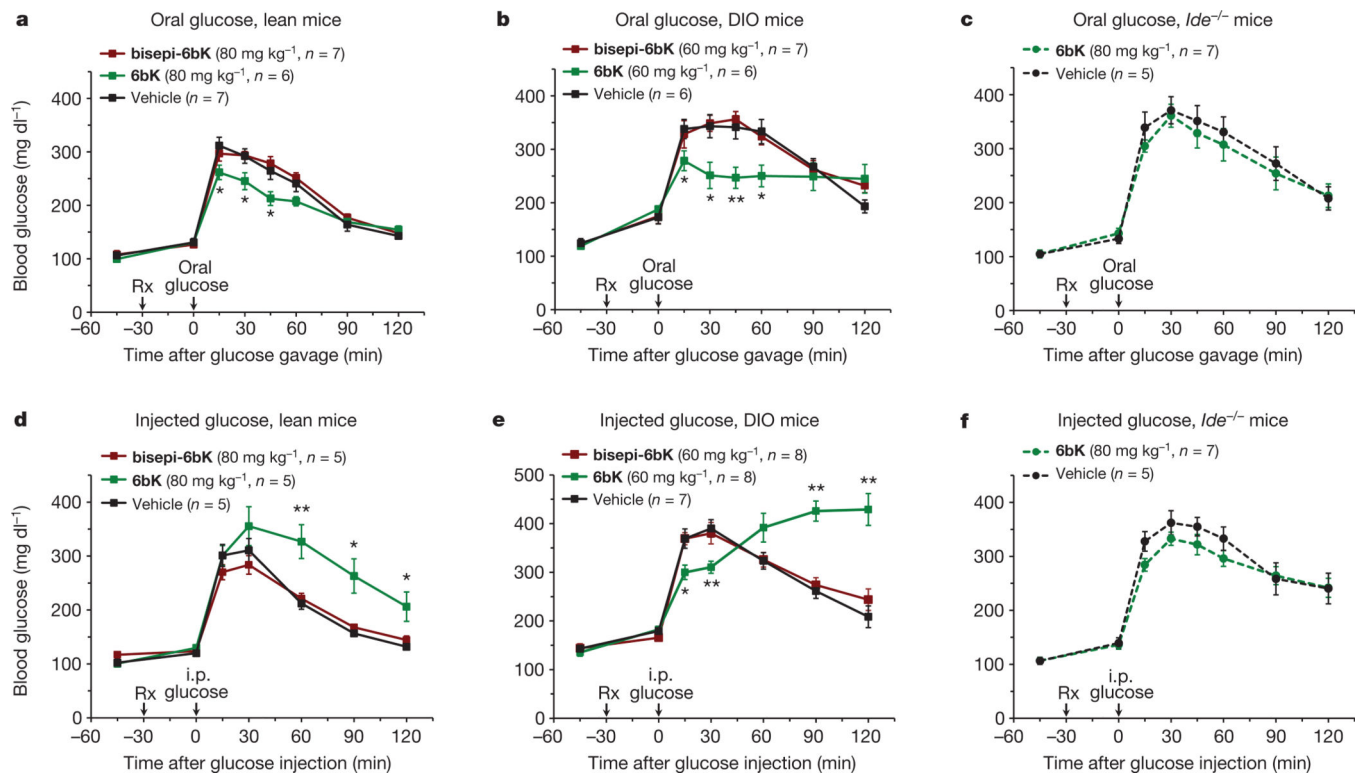 a
Oral glucose, lean mice
bisepi-6bK (80 mg kg⁻¹, n = 7)
6bK (80 mg kg⁻¹, n = 6)
Vehicle (n = 7)
Blood glucose (mg dl⁻¹)
400
300
200
100
0
*
*
*
Rx
Oral
glucose
–60
–30
0
30
60
90
120
Time after glucose gavage (min)
b
Oral glucose, DIO mice
bisepi-6bK (60 mg kg⁻¹, n = 7)
6bK (60 mg kg⁻¹, n = 6)
Vehicle (n = 6)
400
300
200
100
0
*
*
**
*
Rx
Oral
glucose
–60
–30
0
30
60
90
120
Time after glucose gavage (min)
c
Oral glucose, Ide⁻/⁻ mice
6bK (80 mg kg⁻¹, n = 7)
Vehicle (n = 5)
400
300
200
100
0
Rx
Oral
glucose
–60
–30
0
30
60
90
120
Time after glucose gavage (min)
d
Injected glucose, lean mice
bisepi-6bK (80 mg kg⁻¹, n = 5)
6bK (80 mg kg⁻¹, n = 5)
Vehicle (n = 5)
Blood glucose (mg dl⁻¹)
400
300
200
100
0
**
*
*
Rx
i.p.
glucose
–60
–30
0
30
60
90
120
Time after glucose injection (min)
e
Injected glucose, DIO mice
bisepi-6bK (60 mg kg⁻¹, n = 8)
6bK (60 mg kg⁻¹, n = 8)
Vehicle (n = 7)
500
400
300
200
100
0
*
**
**
**
Rx
i.p.
glucose
–60
–30
0
30
60
90
120
Time after glucose injection (min)
f
Injected glucose, Ide⁻/⁻ mice
6bK (80 mg kg⁻¹, n = 7)
Vehicle (n = 5)
400
300
200
100
0
Rx
i.p.
glucose
–60
–30
0
30
60
90
120
Time after glucose injection (min)